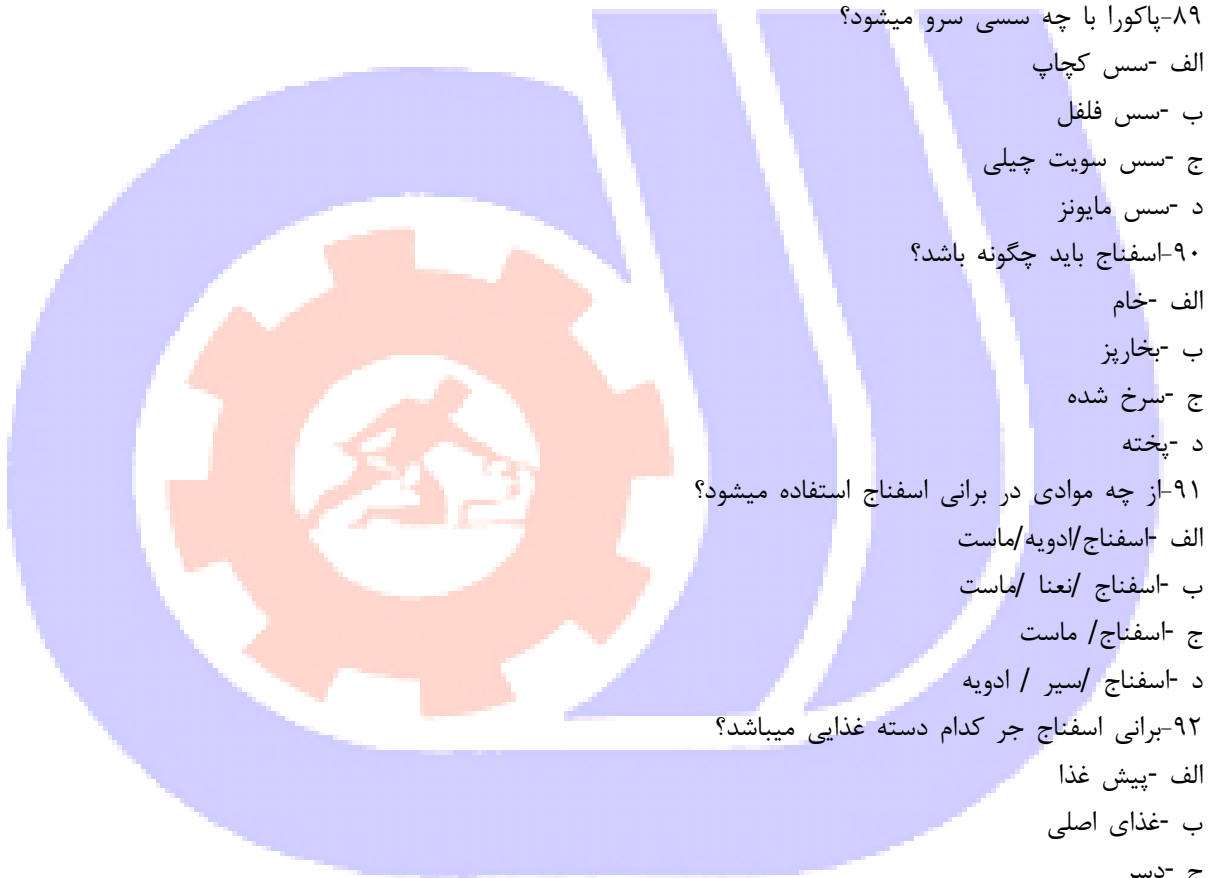 ۸۹-پاکورا با چه سسی سرو میشود؟
الف -سس کچاپ
ب -سس فلفل
ج -سس سویت چیلی
د -سس مایونز
۹۰-اسفناج باید چگونه باشد؟
الف -خام
ب -بخارپز
ج -سرخ شده
د -پخته
۹۱-از چه موادی در برانی اسفناج استفاده میشود؟
الف -اسفناج/ادویه/ماست
ب -اسفناج /نعنا /ماست
ج -اسفناج/ ماست
د -اسفناج /سیر / ادویه
۹۲-برانی اسفناج جر کدام دسته غذایی میباشد؟
الف -پیش غذا
ب -غذای اصلی
ج -دسر